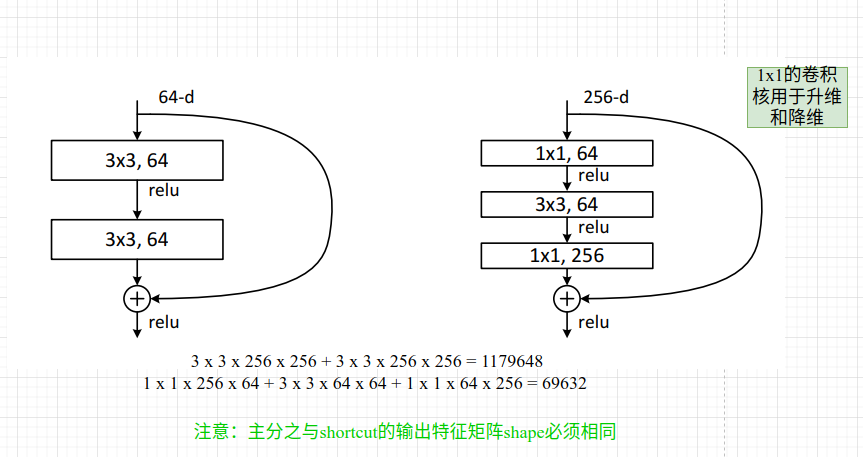 64-d
3x3, 64
relu
3x3, 64
relu
256-d
1x1, 64
relu
3x3, 64
relu
1x1, 256
relu
1x1的卷积
核用于升维
和降维
3 x 3 x 256 x 256 + 3 x 3 x 256 x 256 = 1179648
1 x 1 x 256 x 64 + 3 x 3 x 64 x 64 + 1 x 1 x 64 x 256 = 69632
注意：主分之与shortcut的输出特征矩阵shape必须相同